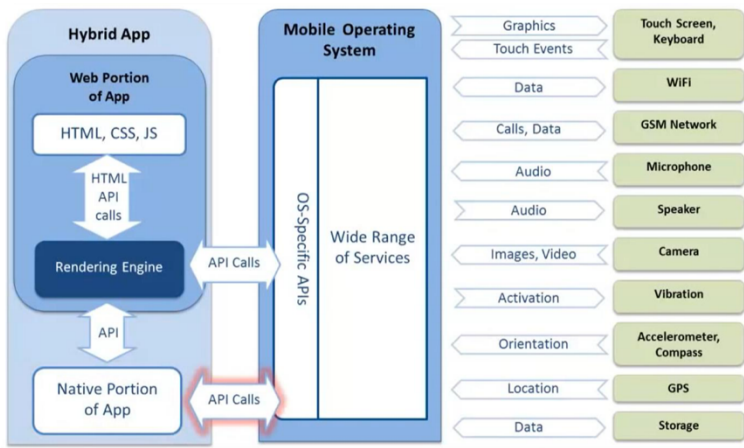 Hybrid App
Web Portion
of App
HTML, CSS, JS
HTML
API
calls
Rendering Engine
API
Native Portion
of App
API Calls
API Calls
Mobile Operating
System
OS-Specific APIs
Wide Range
of Services
Graphics
Touch Events
Touch Screen,
Keyboard
Data
WiFi
Calls, Data
GSM Network
Audio
Microphone
Audio
Speaker
Images, Video
Camera
Activation
Vibration
Orientation
Accelerometer,
Compass
Location
GPS
Data
Storage